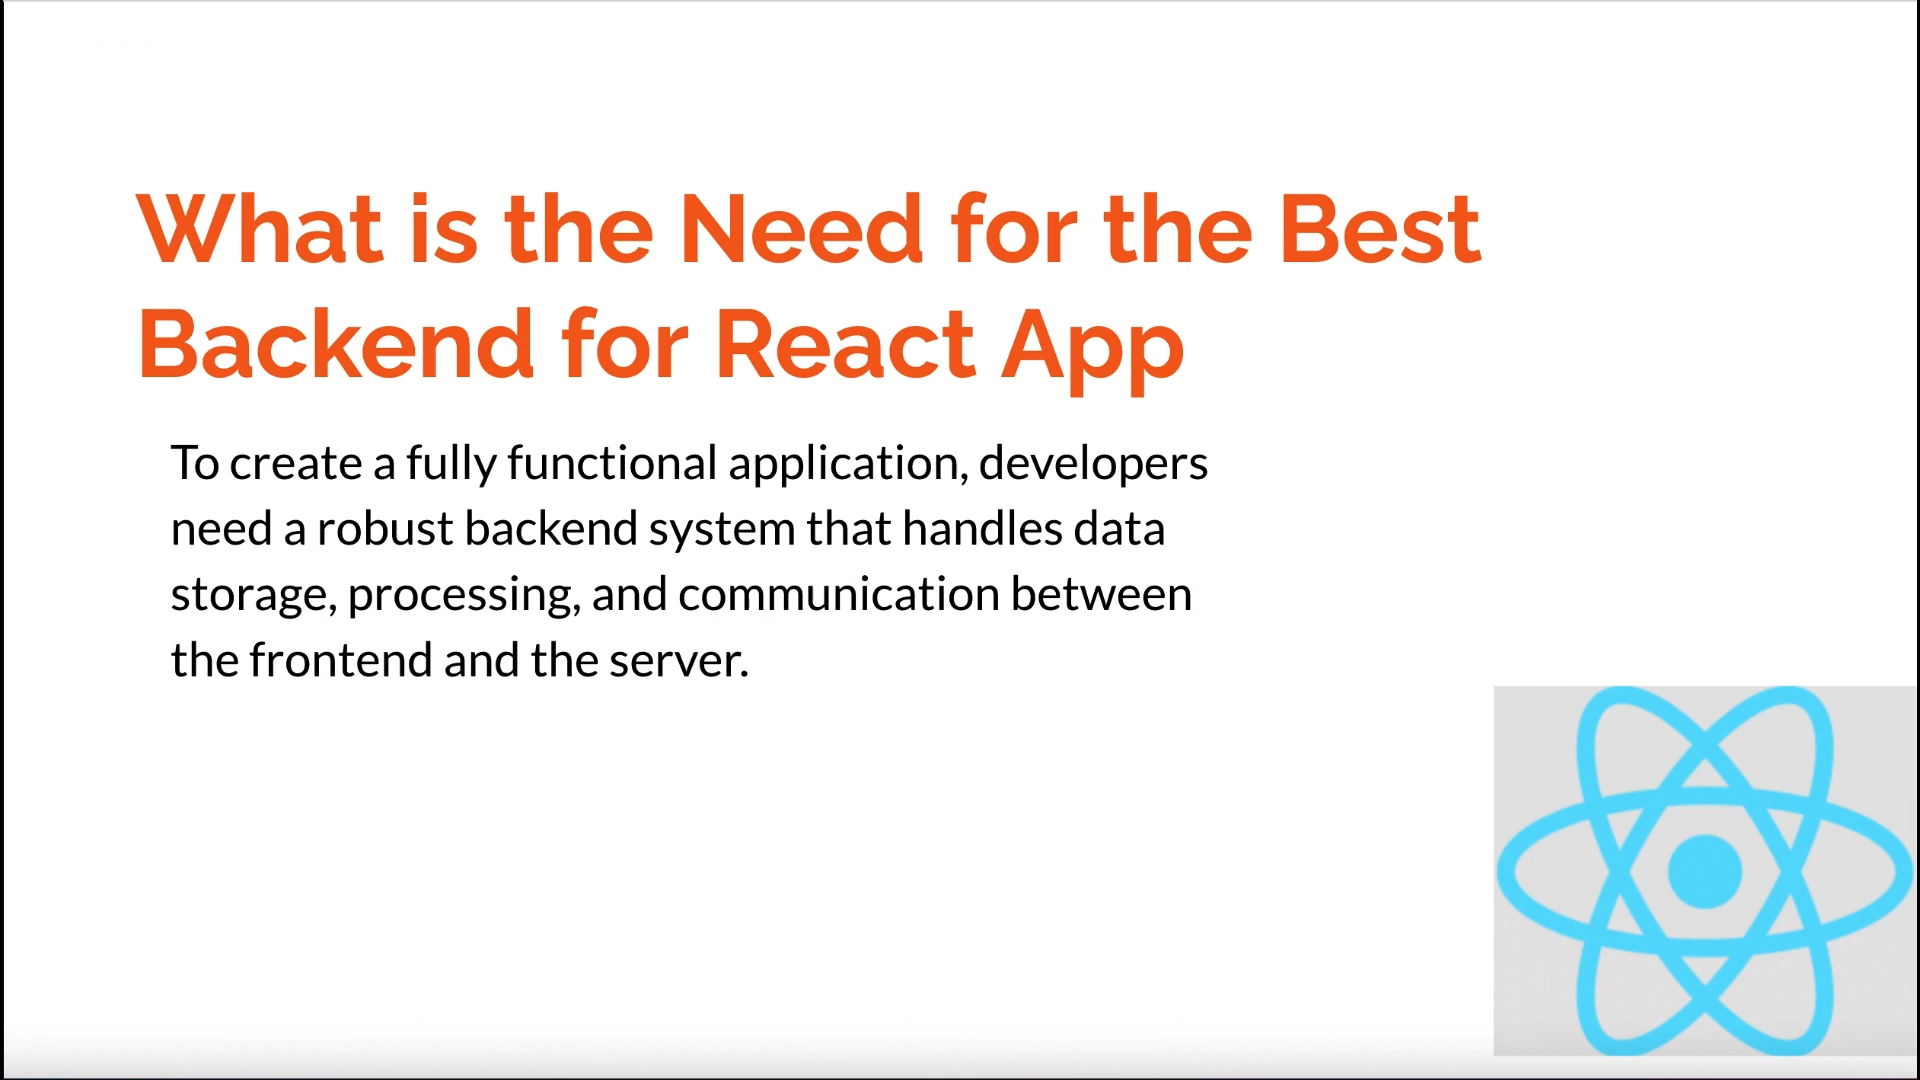 What is the Need for the Best
Backend for React App
To create a fully functional application, developers
need a robust backend system that handles data
storage, processing, and communication between
the frontend and the server.